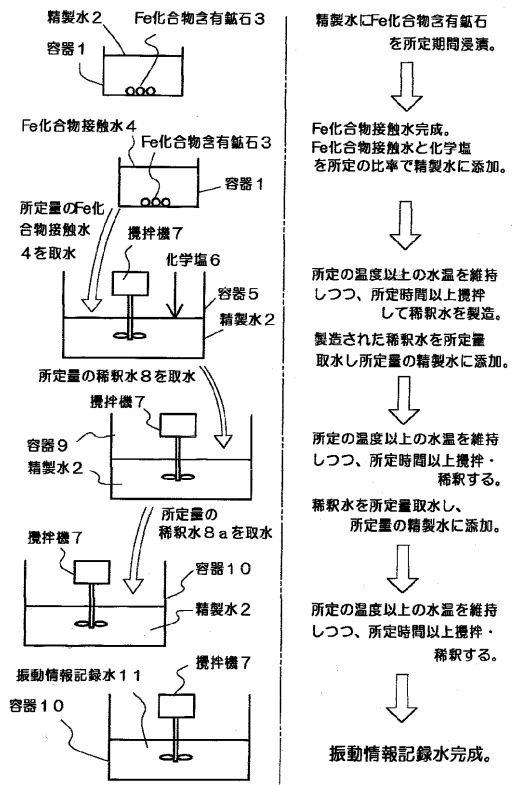 精製水2
Fe化合物含有鉱石3
容器1
Fe化合物接触水4
Fe化合物含有鉱石3
容器1
所定量のFe化
合物接触水
4を取水
攪拌機7
化学塩6
容器5
精製水2
所定量の稀釈水8を取水
攪拌機7
容器9
精製水2
所定量の
稀釈水8aを取水
攪拌機7
容器10
精製水2
攪拌機7
振動情報記録水11
容器10
精製水にFe化合物含有鉱石
を所定期間浸漬。
Fe化合物接触水完成。
Fe化合物接触水と化学塩
を所定の比率で精製水に添加。
所定の温度以上の水温を維持
しつつ、所定時間以上攪拌
して稀釈水を製造。
製造された稀釈水を所定量
取水し所定量の精製水に添加。
所定の温度以上の水温を維持
しつつ、所定時間以上攪拌・
稀釈する。
稀釈水を所定量取水し、
所定量の精製水に添加。
所定の温度以上の水温を維持
しつつ、所定時間以上攪拌・
稀釈する。
振動情報記録水完成。